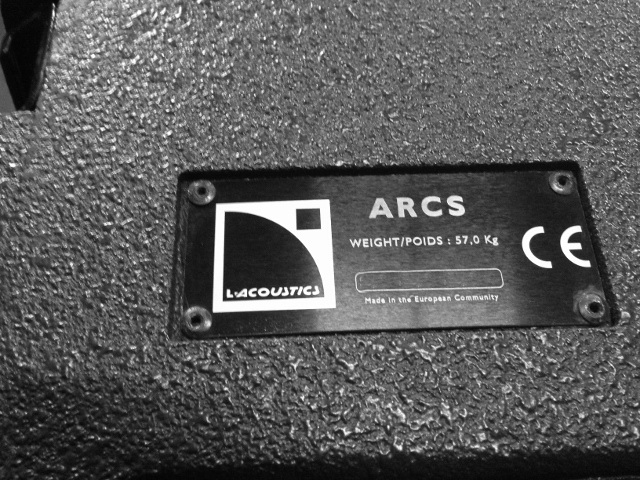 ARCS
WEIGHT/POIDS : 57,0 Kg
CE
L-ACOUSTICS
Made in the European Community